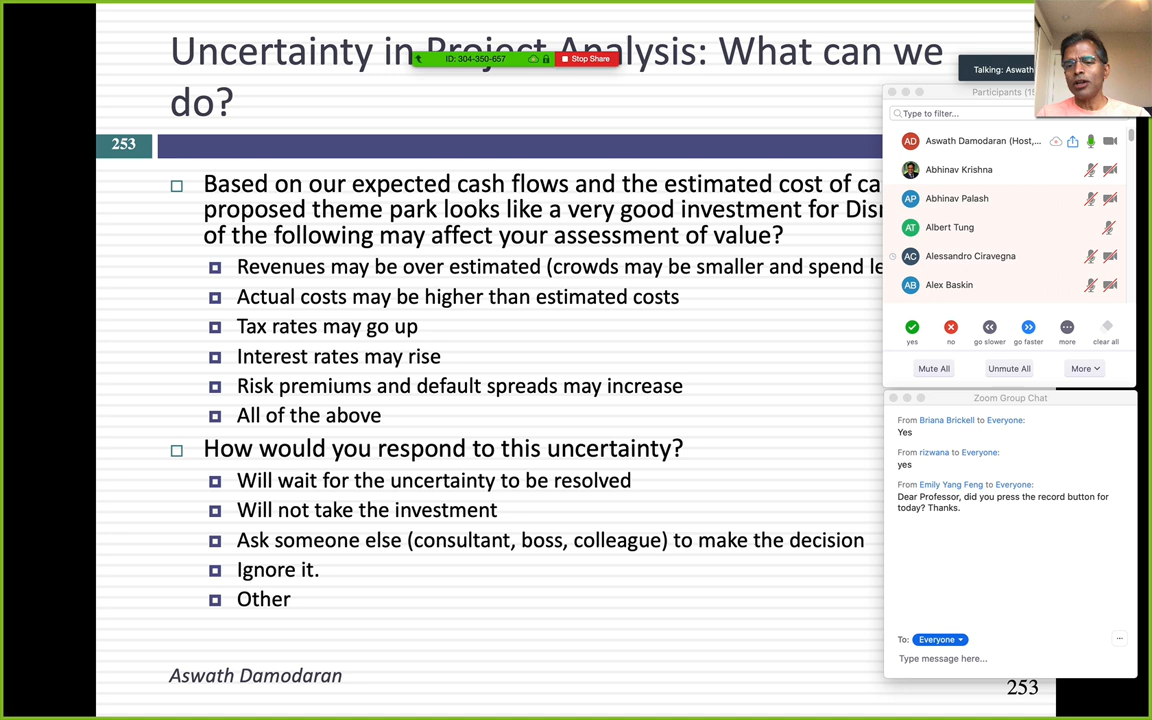 Uncertainty in Project Analysis: What can we
do?
ID: 304-350-657
Stop Share
Talking: Aswath
253
Based on our expected cash flows and the estimated cost of ca
proposed theme park looks like a very good investment for Dis
of the following may affect your assessment of value?
Revenues may be over estimated (crowds may be smaller and spend le
Actual costs may be higher than estimated costs
Tax rates may go up
Interest rates may rise
Risk premiums and default spreads may increase
All of the above
How would you respond to this uncertainty?
Will wait for the uncertainty to be resolved
Will not take the investment
Ask someone else (consultant, boss, colleague) to make the decision
Ignore it.
Other
Aswath Damodaran
253
Participants (1
Type to filter...
AD Aswath Damodaran (Host,...
Abhinav Krishna
AP Abhinav Palash
AT Albert Tung
AC Alessandro Ciravegna
AB Alex Baskin
yes no go slower go faster more clear all
Mute All Unmute All More
Zoom Group Chat
From Briana Brickell to Everyone:
Yes
From rizwana to Everyone:
yes
From Emily Yang Feng to Everyone:
Dear Professor, did you press the record button for
today? Thanks.
To: Everyone
Type message here...